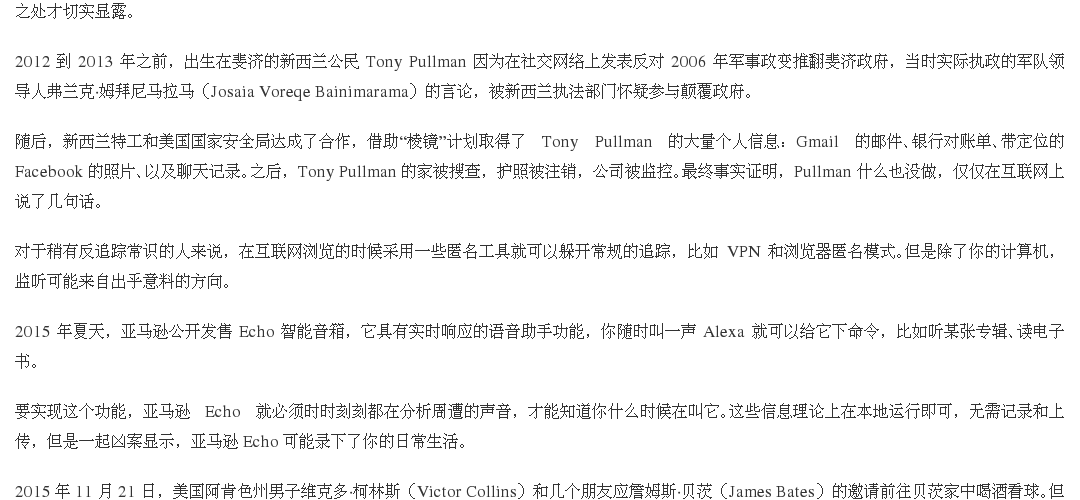 之处才切实显露。
2012 到 2013 年之前，出生在斐济的新西兰公民 Tony Pullman 因为在社交网络上发表反对 2006 年军事政变推翻斐济政府，当时实际执政的军队领
导人弗兰克·姆拜尼马拉马（Josaia Voreqe Bainimarama）的言论，被新西兰执法部门怀疑参与颠覆政府。
随后，新西兰特工和美国国家安全局达成了合作，借助“棱镜”计划取得了 Tony Pullman 的大量个人信息：Gmail 的邮件、银行对账单、带定位的
Facebook 的照片、以及聊天记录。之后，Tony Pullman 的家被搜查，护照被注销，公司被监控。最终事实证明，Pullman 什么也没做，仅仅在互联网上
说了几句话。
对于稍有反追踪常识的人来说，在互联网浏览的时候采用一些匿名工具就可以躲开常规的追踪，比如 VPN 和浏览器匿名模式。但是除了你的计算机，
监听可能来自出乎意料的方向。
2015 年夏天，亚马逊公开发售 Echo 智能音箱，它具有实时响应的语音助手功能，你随时叫一声 Alexa 就可以给它下命令，比如听某张专辑、读电子
书。
要实现这个功能，亚马逊 Echo 就必须时时刻刻都在分析周遭的声音，才能知道你什么时候在叫它。这些信息理论上在本地运行即可，无需记录和上
传，但是一起凶案显示，亚马逊 Echo 可能录下了你的日常生活。
2015 年 11 月 21 日，美国阿肯色州男子维克多·柯林斯（Victor Collins）和几个朋友应詹姆斯·贝茨（James Bates）的邀请前往贝茨家中喝酒看球。但